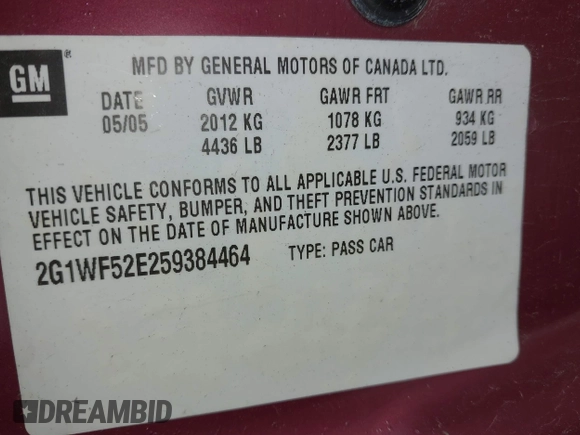 GM
MFD BY GENERAL MOTORS OF CANADA LTD.
DATE GVWR GAWR FRT GAWR RR
05/05 2012 KG 1078 KG 934 KG
4436 LB 2377 LB 2059 LB
THIS VEHICLE CONFORMS TO ALL APPLICABLE U.S. FEDERAL MOTOR
VEHICLE SAFETY, BUMPER, AND THEFT PREVENTION STANDARDS IN
EFFECT ON THE DATE OF MANUFACTURE SHOWN ABOVE.
2G1WF52E259384464 TYPE: PASS CAR
DREAMBID